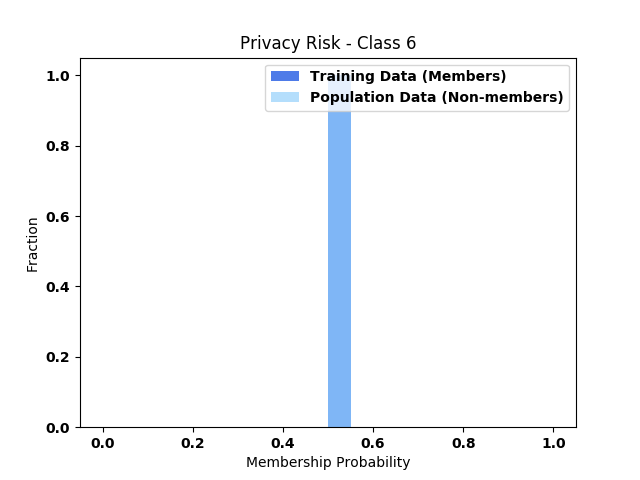 Privacy Risk - Class 6
Training Data (Members)
Population Data (Non-members)
1.0
0.8
0.6
0.4
0.2
0.0
Fraction
0.0 0.2 0.4 0.6 0.8 1.0
Membership Probability